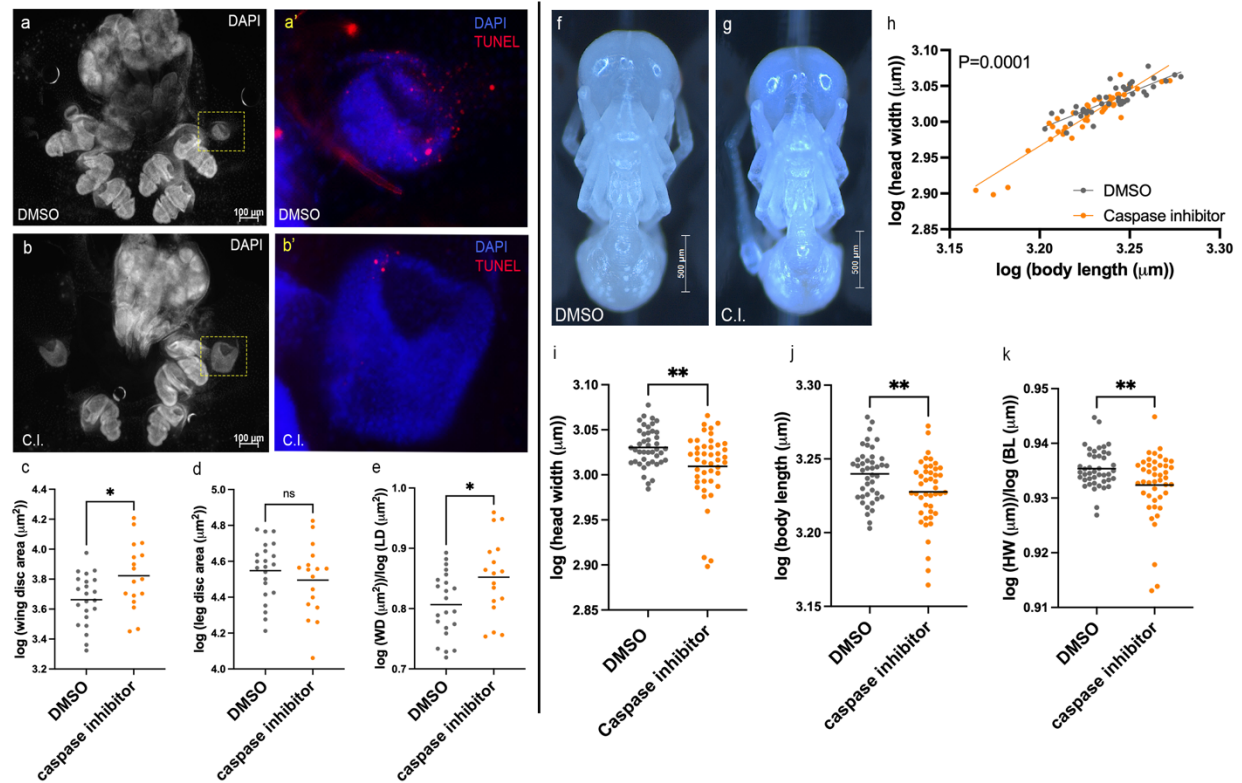 a
DAPI
DMSO
100 µm
a'
DAPI
TUNEL
DMSO
b
DAPI
C.I.
100 µm
b'
DAPI
TUNEL
C.I.
c
log (wing disc area (µm²))
4.4
4.2
4.0
3.8
3.6
3.4
3.2
*
DMSO
caspase inhibitor
d
log (leg disc area (µm²))
5.0
4.8
4.6
4.4
4.2
4.0
ns
DMSO
caspase inhibitor
e
log (WD (µm²))/log (LD (µm²))
1.0
0.9
0.8
0.7
*
DMSO
caspase inhibitor
f
500 µm
DMSO
g
500 µm
C.I.
h
P=0.0001
log (head width (µm))
3.10
3.05
3.00
2.95
2.90
2.85
DMSO
Caspase inhibitor
3.15
3.20
3.25
3.30
log (body length (µm))
i
log (head width (µm))
3.10
3.05
3.00
2.95
2.90
2.85
**
DMSO
Caspase inhibitor
j
log (body length (µm))
3.30
3.25
3.20
3.15
**
DMSO
caspase inhibitor
k
log (HW (µm))/log (BL (µm))
0.95
0.94
0.93
0.92
0.91
**
DMSO
caspase inhibitor